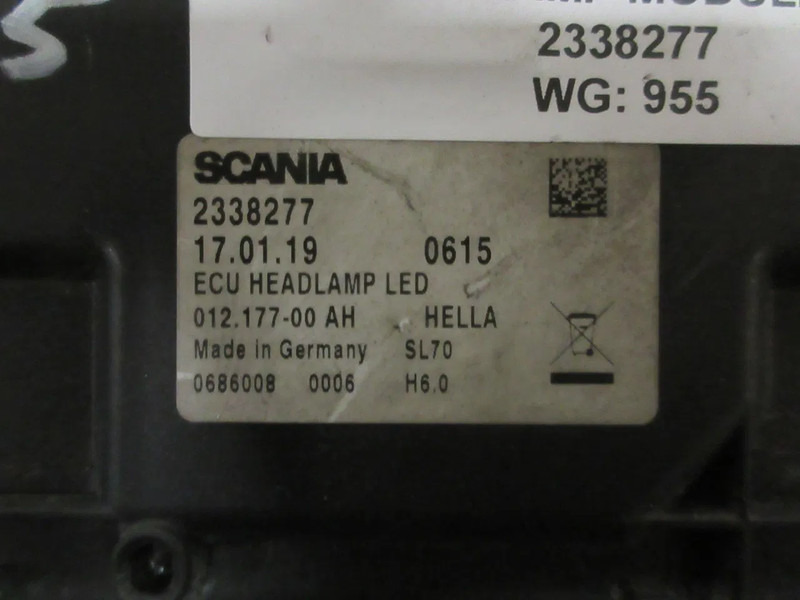 2338277
WG: 955
SCANIA
2338277
17.01.19 0615
ECU HEADLAMP LED
012.177-00 AH HELLA
Made in Germany SL70
0686008 0006 H6.0